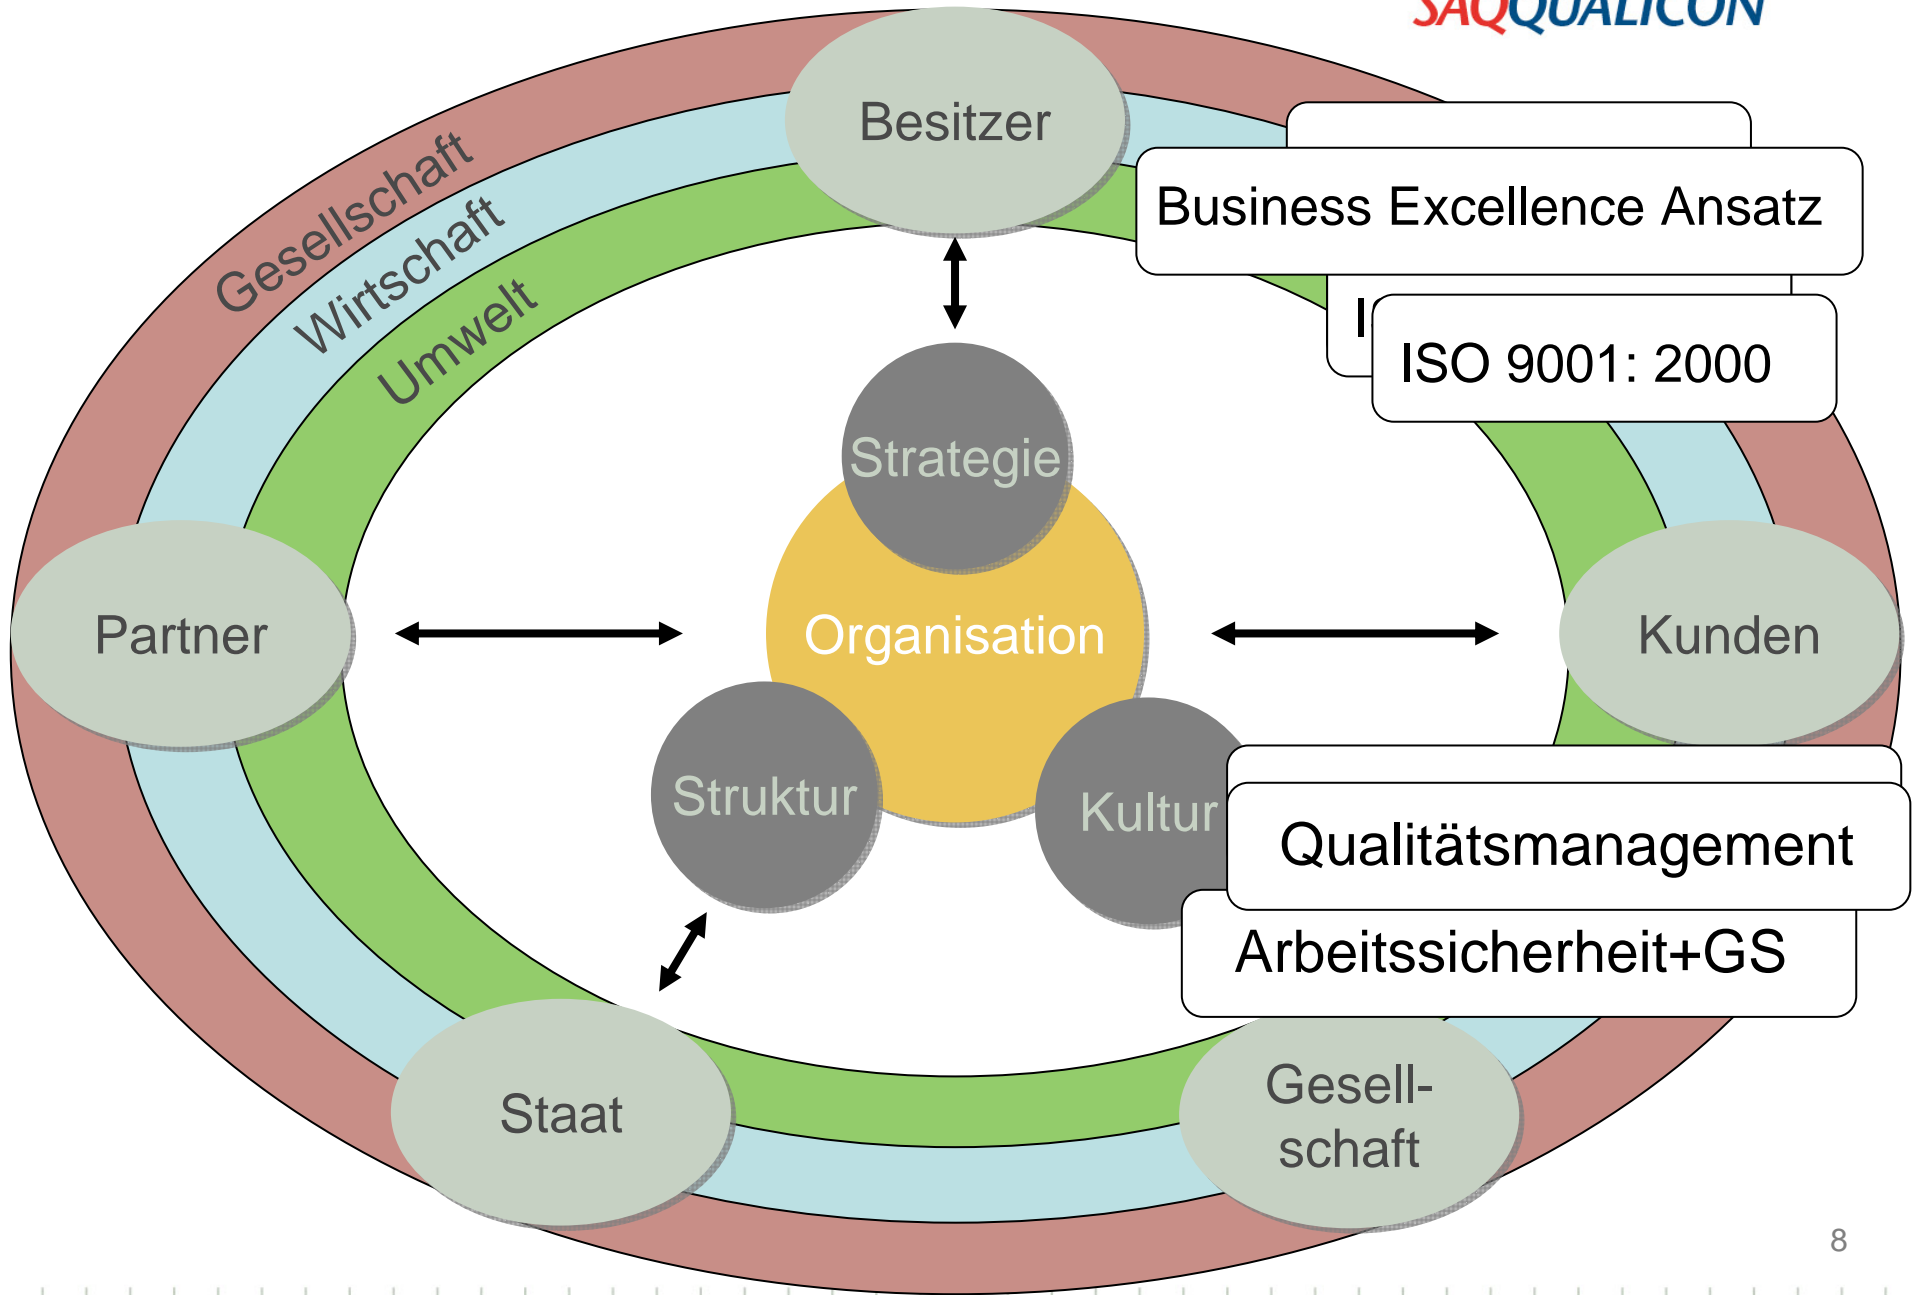 SAQQUALICON
Besitzer
Gesellschaft
Wirtschaft
Umwelt
Business Excellence Ansatz
ISO 9001: 2000
Strategie
Partner
Organisation
Kunden
Struktur
Kultur
Qualitätsmanagement
Arbeitssicherheit+GS
Staat
Gesell-
schaft
8